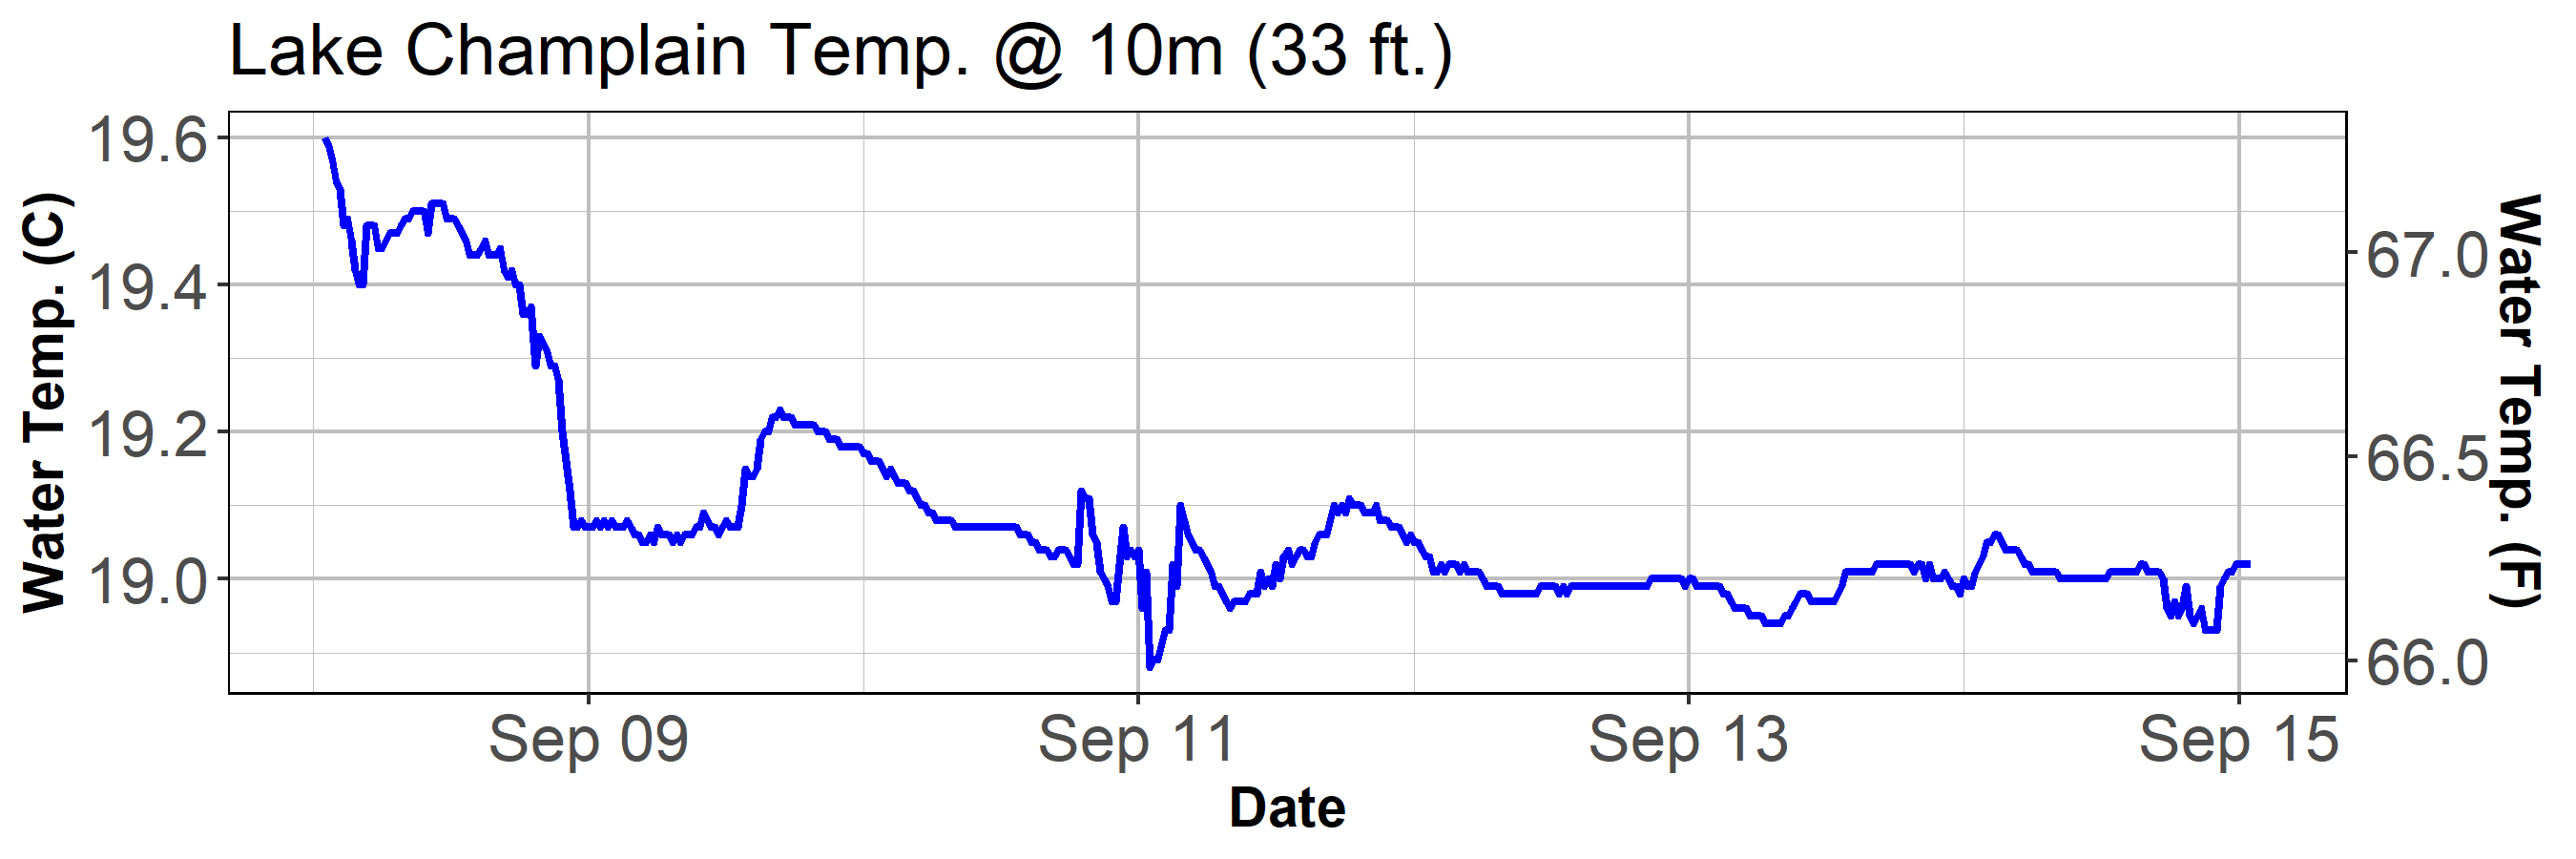 Lake Champlain Temp. @ 10m (33 ft.)
Water Temp. (C)
19.6
19.4
19.2
19.0
67.0
66.5
66.0
Water Temp. (F)
Sep 09
Sep 11
Sep 13
Sep 15
Date